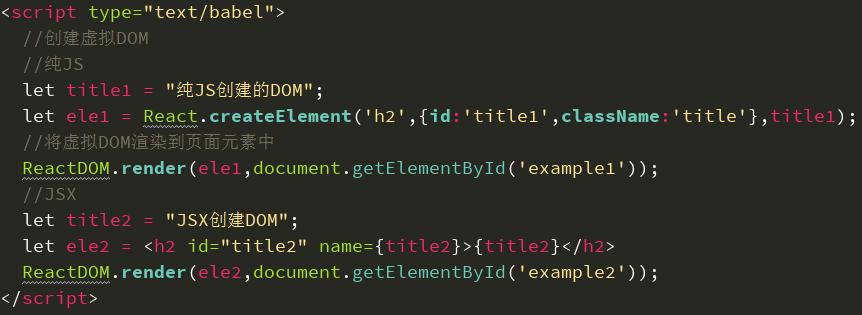 <script type="text/babel">
//创建虚拟DOM
//纯JS
let title1 = "纯JS创建的DOM";
let ele1 = React.createElement('h2',{id:'title1',className:'title'},title1);
//将虚拟DOM渲染到页面元素中
ReactDOM.render(ele1,document.getElementById('example1'));
//JSX
let title2 = "JSX创建DOM";
let ele2 = <h2 id="title2" name={title2}>{title2}</h2>
ReactDOM.render(ele2,document.getElementById('example2'));
</script>